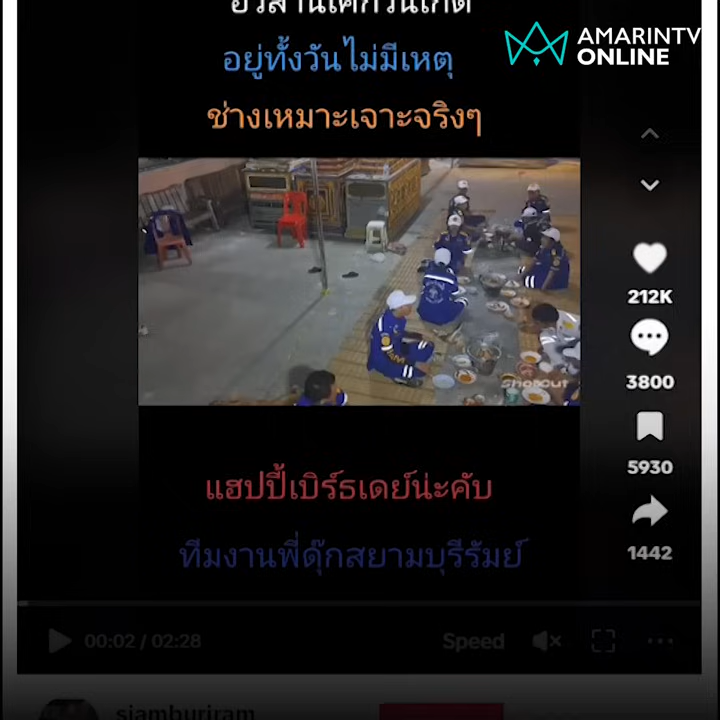 AMARINTV
ONLINE
อยู่ทั้งวันไม่มีเหตุ
ช่างเหมาะเจาะจริงๆ
212K
3800
Shotcut
5930
แฮปปี้เบิร์ธเดย์น่ะคับ
1442
ทีมงานพี่ดุ๊กสยามบุรีรัมย์
00:02 / 02:28
Speed
siamburiram